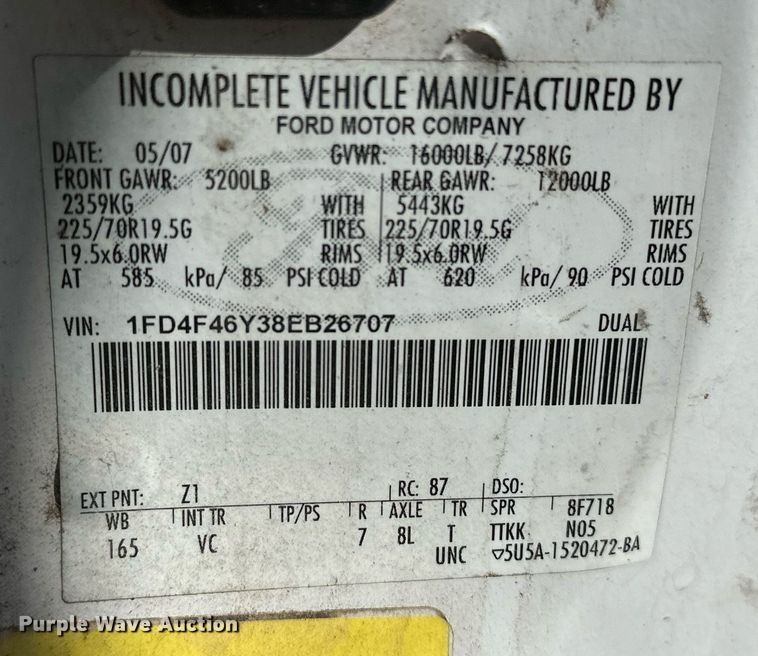 INCOMPLETE VEHICLE MANUFACTURED BY
FORD MOTOR COMPANY
DATE: 05/07 GVWR: 16000LB/ 7258KG
FRONT GAWR: 5200LB REAR GAWR: 12000LB
2359KG WITH 5443KG WITH
225/70R19.5G TIRES 225/70R19.5G TIRES
19.5x6.0RW RIMS 19.5x6.0RW RIMS
AT 585 kPa/ 85 PSI COLD AT 620 kPa/ 90 PSI COLD
VIN: 1FD4F46Y38EB26707 DUAL
EXT PNT: Z1 RC: 87 DSO:
WB INT TR TP/PS R AXLE TR SPR 8F718
165 VC 7 8L T TTKK N05
UNC ▽5U5A-1520472-BA
Purple Wave Auction